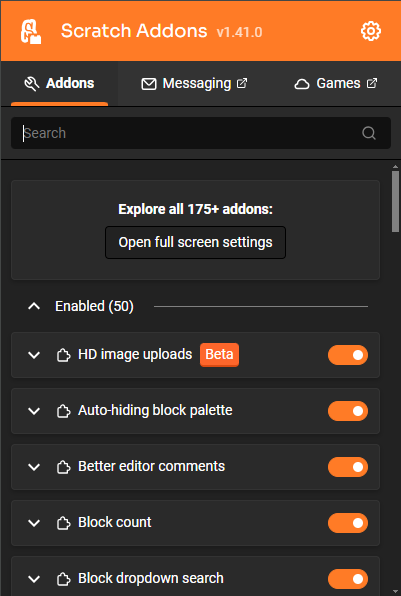 Scratch Addons v1.41.0
Addons Messaging Games
Search
Explore all 175+ addons:
Open full screen settings
Enabled (50)
HD image uploads Beta
Auto-hiding block palette
Better editor comments
Block count
Block dropdown search